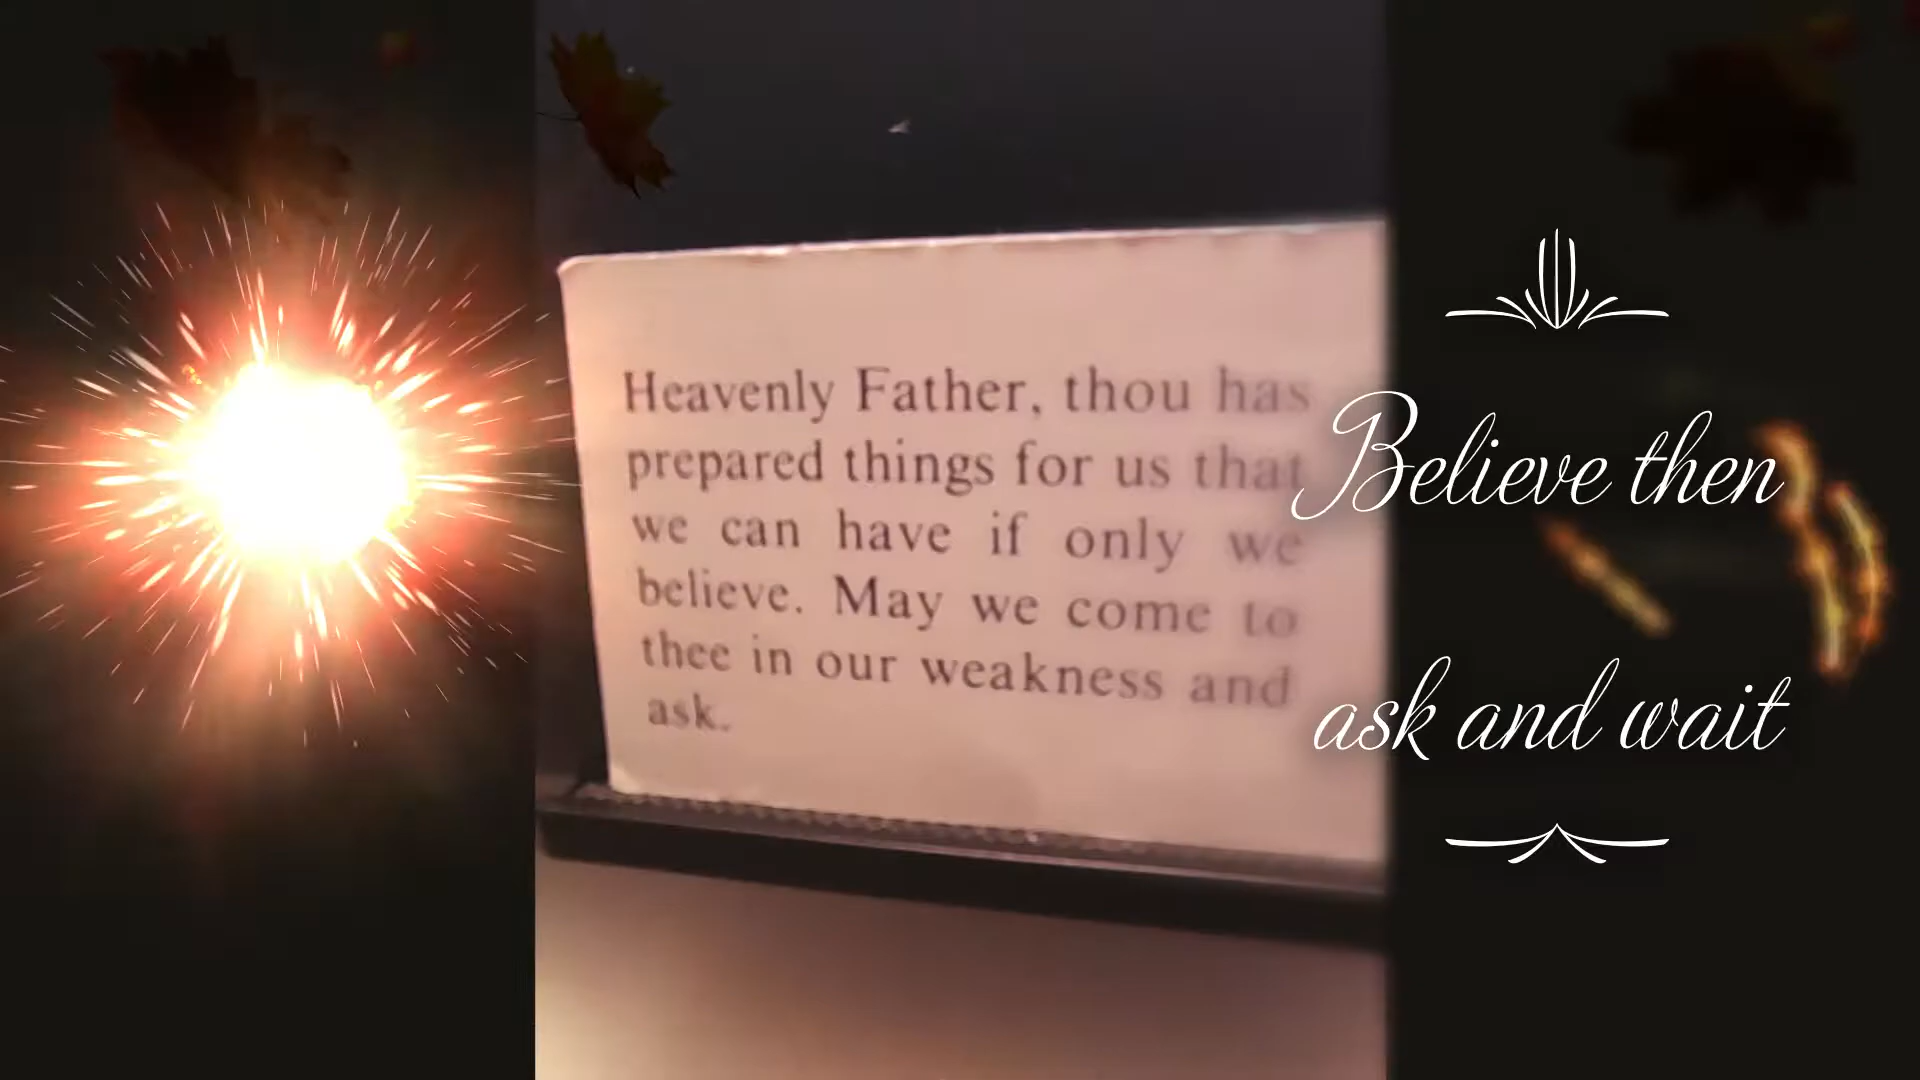 Heavenly Father, thou has
prepared things for us that
we can have if only we
believe. May we come to
thee in our weakness and
ask.
Believe then
ask and wait